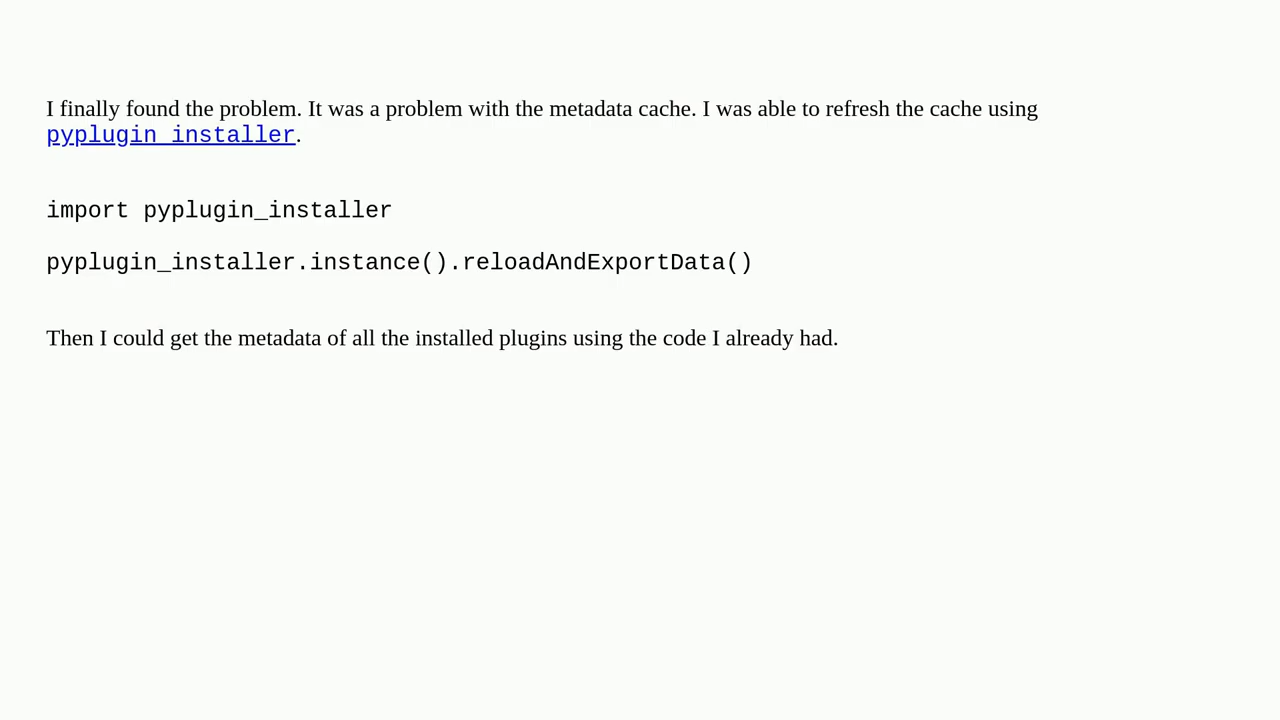 I finally found the problem. It was a problem with the metadata cache. I was able to refresh the cache using
pyplugin_installer.
import pyplugin_installer
pyplugin_installer.instance().reloadAndExportData()
Then I could get the metadata of all the installed plugins using the code I already had.